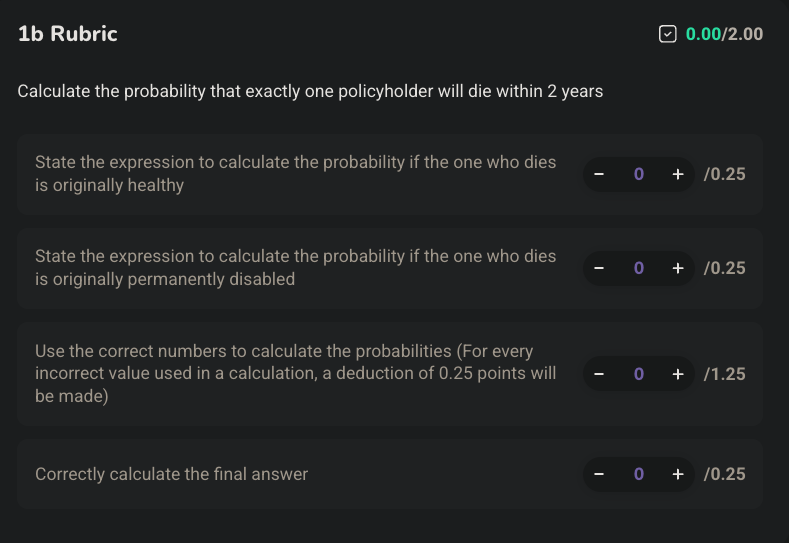 1b Rubric
0.00/2.00
Calculate the probability that exactly one policyholder will die within 2 years
State the expression to calculate the probability if the one who dies
is originally healthy
− 0 + /0.25
State the expression to calculate the probability if the one who dies
is originally permanently disabled
− 0 + /0.25
Use the correct numbers to calculate the probabilities (For every
incorrect value used in a calculation, a deduction of 0.25 points will
be made)
− 0 + /1.25
Correctly calculate the final answer
− 0 + /0.25